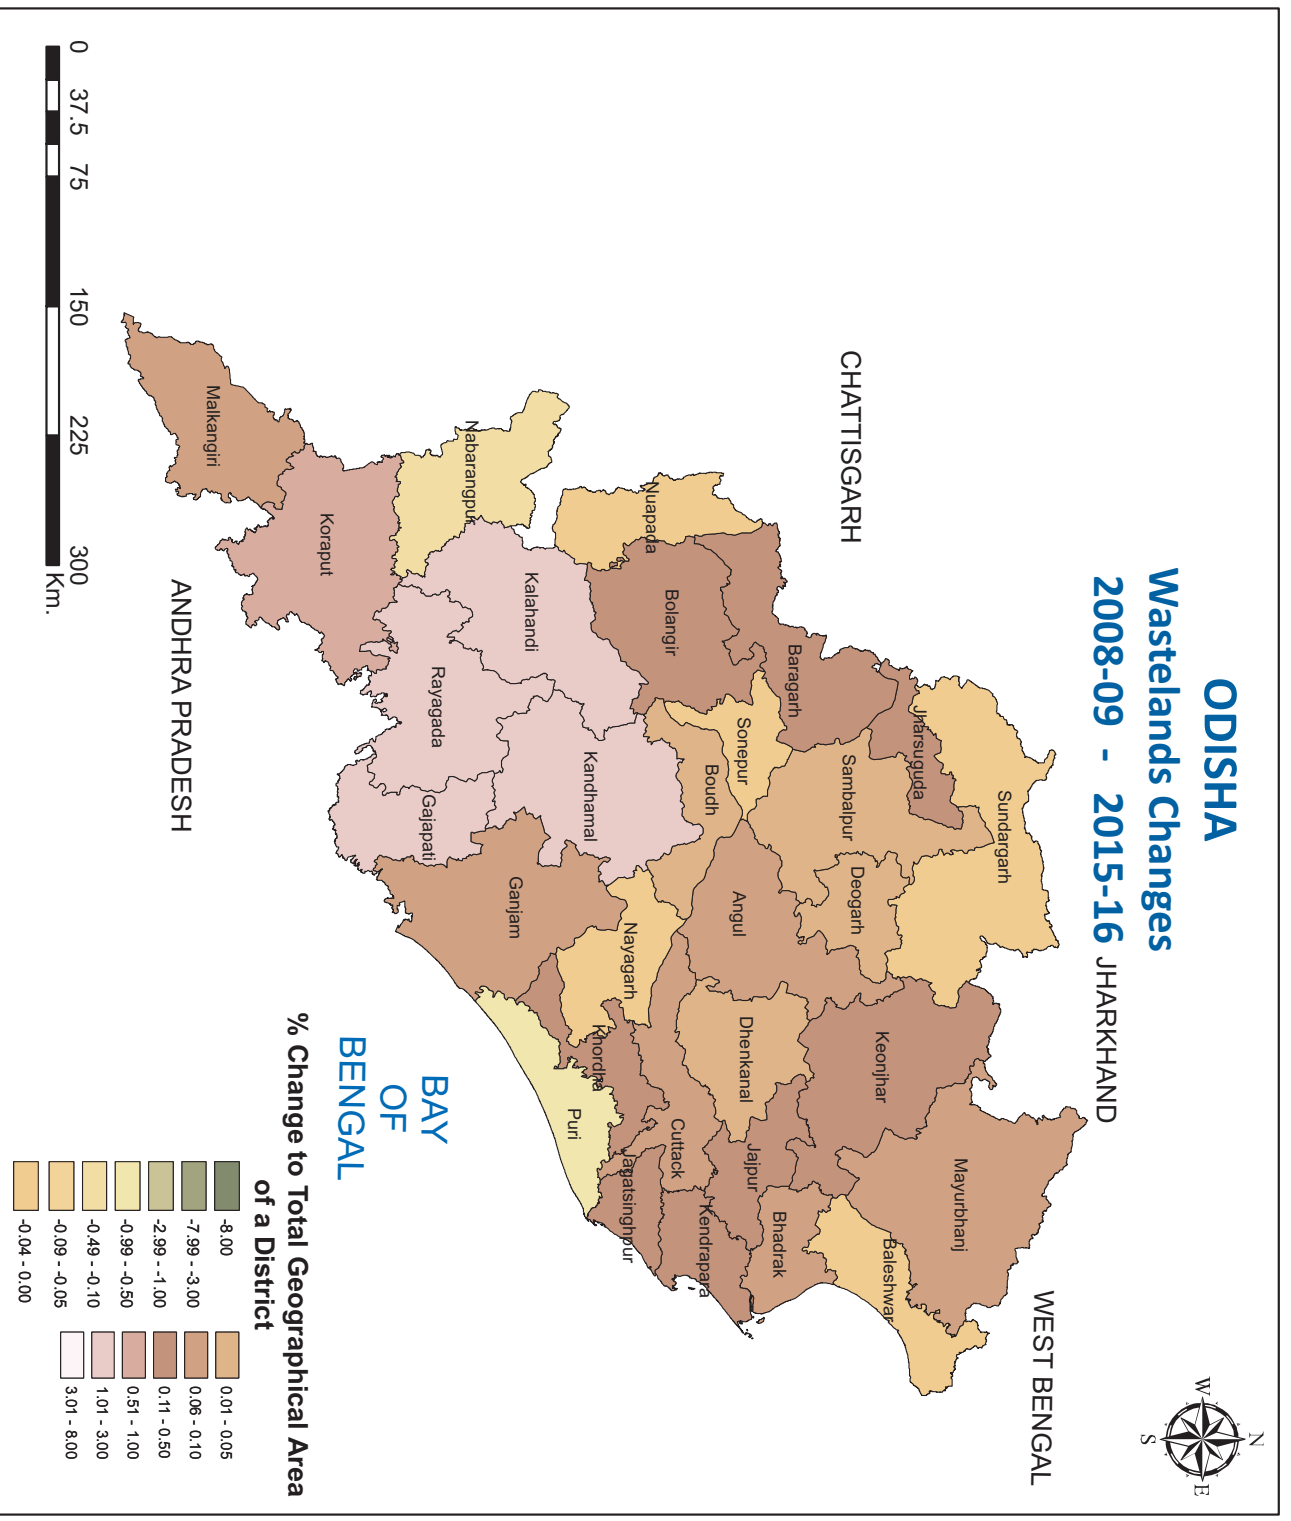 ODISHA
Wastelands Changes
2008-09 - 2015-16
N
W
E
S
JHARKHAND
WEST BENGAL
CHATTISGARH
ANDHRA PRADESH
BAY
OF
BENGAL
Sundargarh
Jharsuguda
Sambalpur
Deogarh
Keonjhar
Mayurbhanj
Baleshwar
Baragarh
Sonepur
Boudh
Angul
Dhenkanal
Jajpur
Bhadrak
Nuapada
Bolangir
Nayagarh
Khordha
Cuttack
Kendrapara
Jagatsinghpur
Puri
Kalahandi
Kandhamal
Ganjam
Nabarangpur
Rayagada
Gajapati
Koraput
Malkangiri
% Change to Total Geographical Area
of a District
-8.00
-7.99 - -3.00
-2.99 - -1.00
-0.99 - -0.50
-0.49 - -0.10
-0.09 - -0.05
-0.04 - 0.00
0.01 - 0.05
0.06 - 0.10
0.11 - 0.50
0.51 - 1.00
1.01 - 3.00
3.01 - 8.00
0 37.5 75 150 225 300
Km.